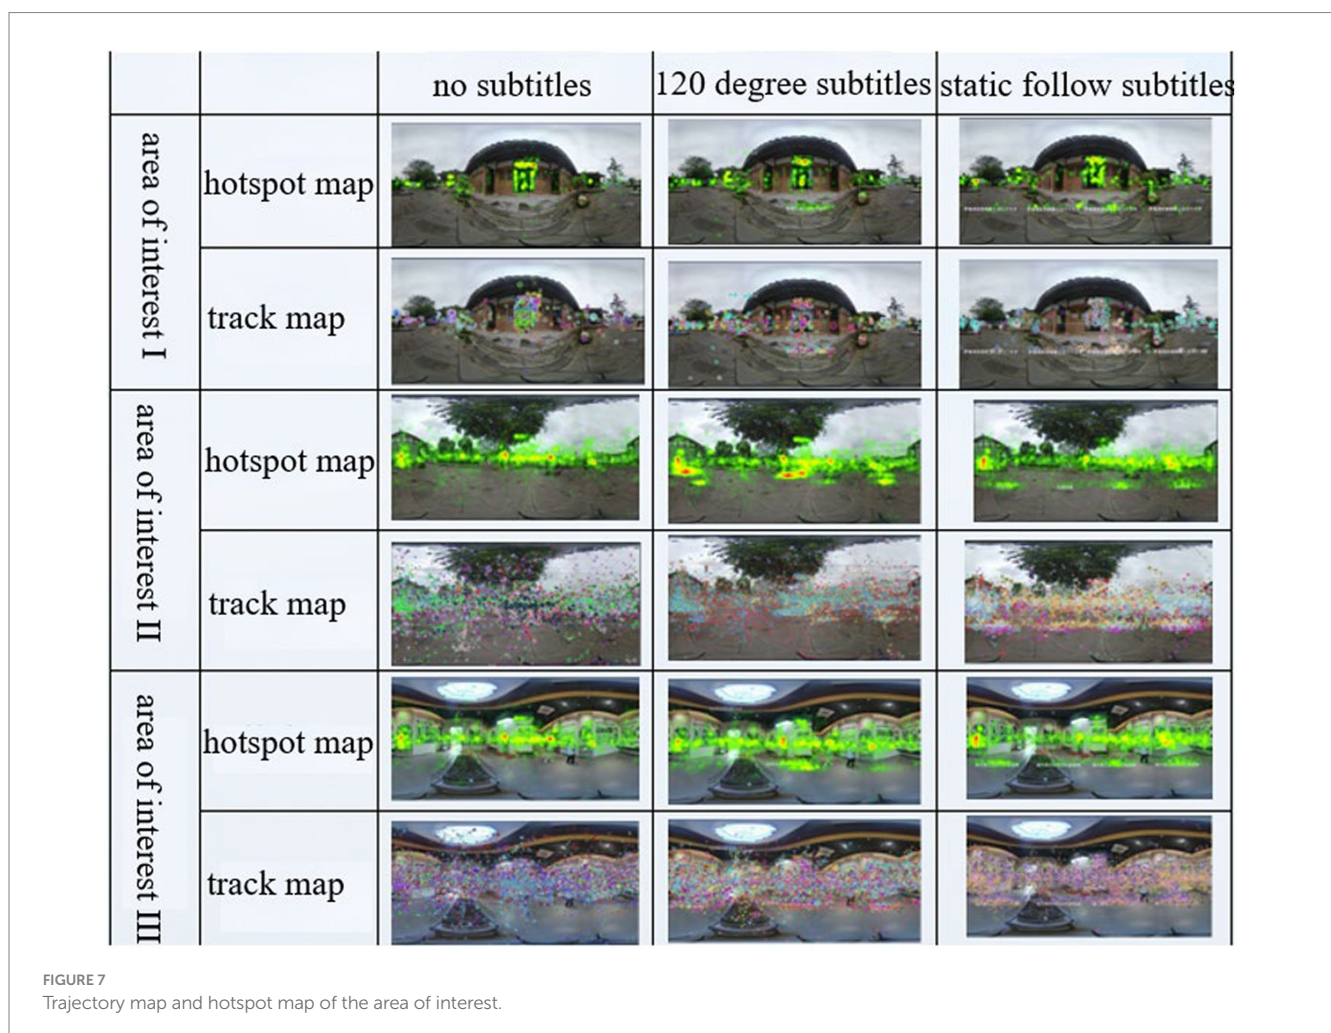 no subtitles
120 degree subtitles
static follow subtitles
area of interest I
hotspot map
track map
area of interest II
hotspot map
track map
area of interest III
hotspot map
track map
FIGURE 7
Trajectory map and hotspot map of the area of interest.